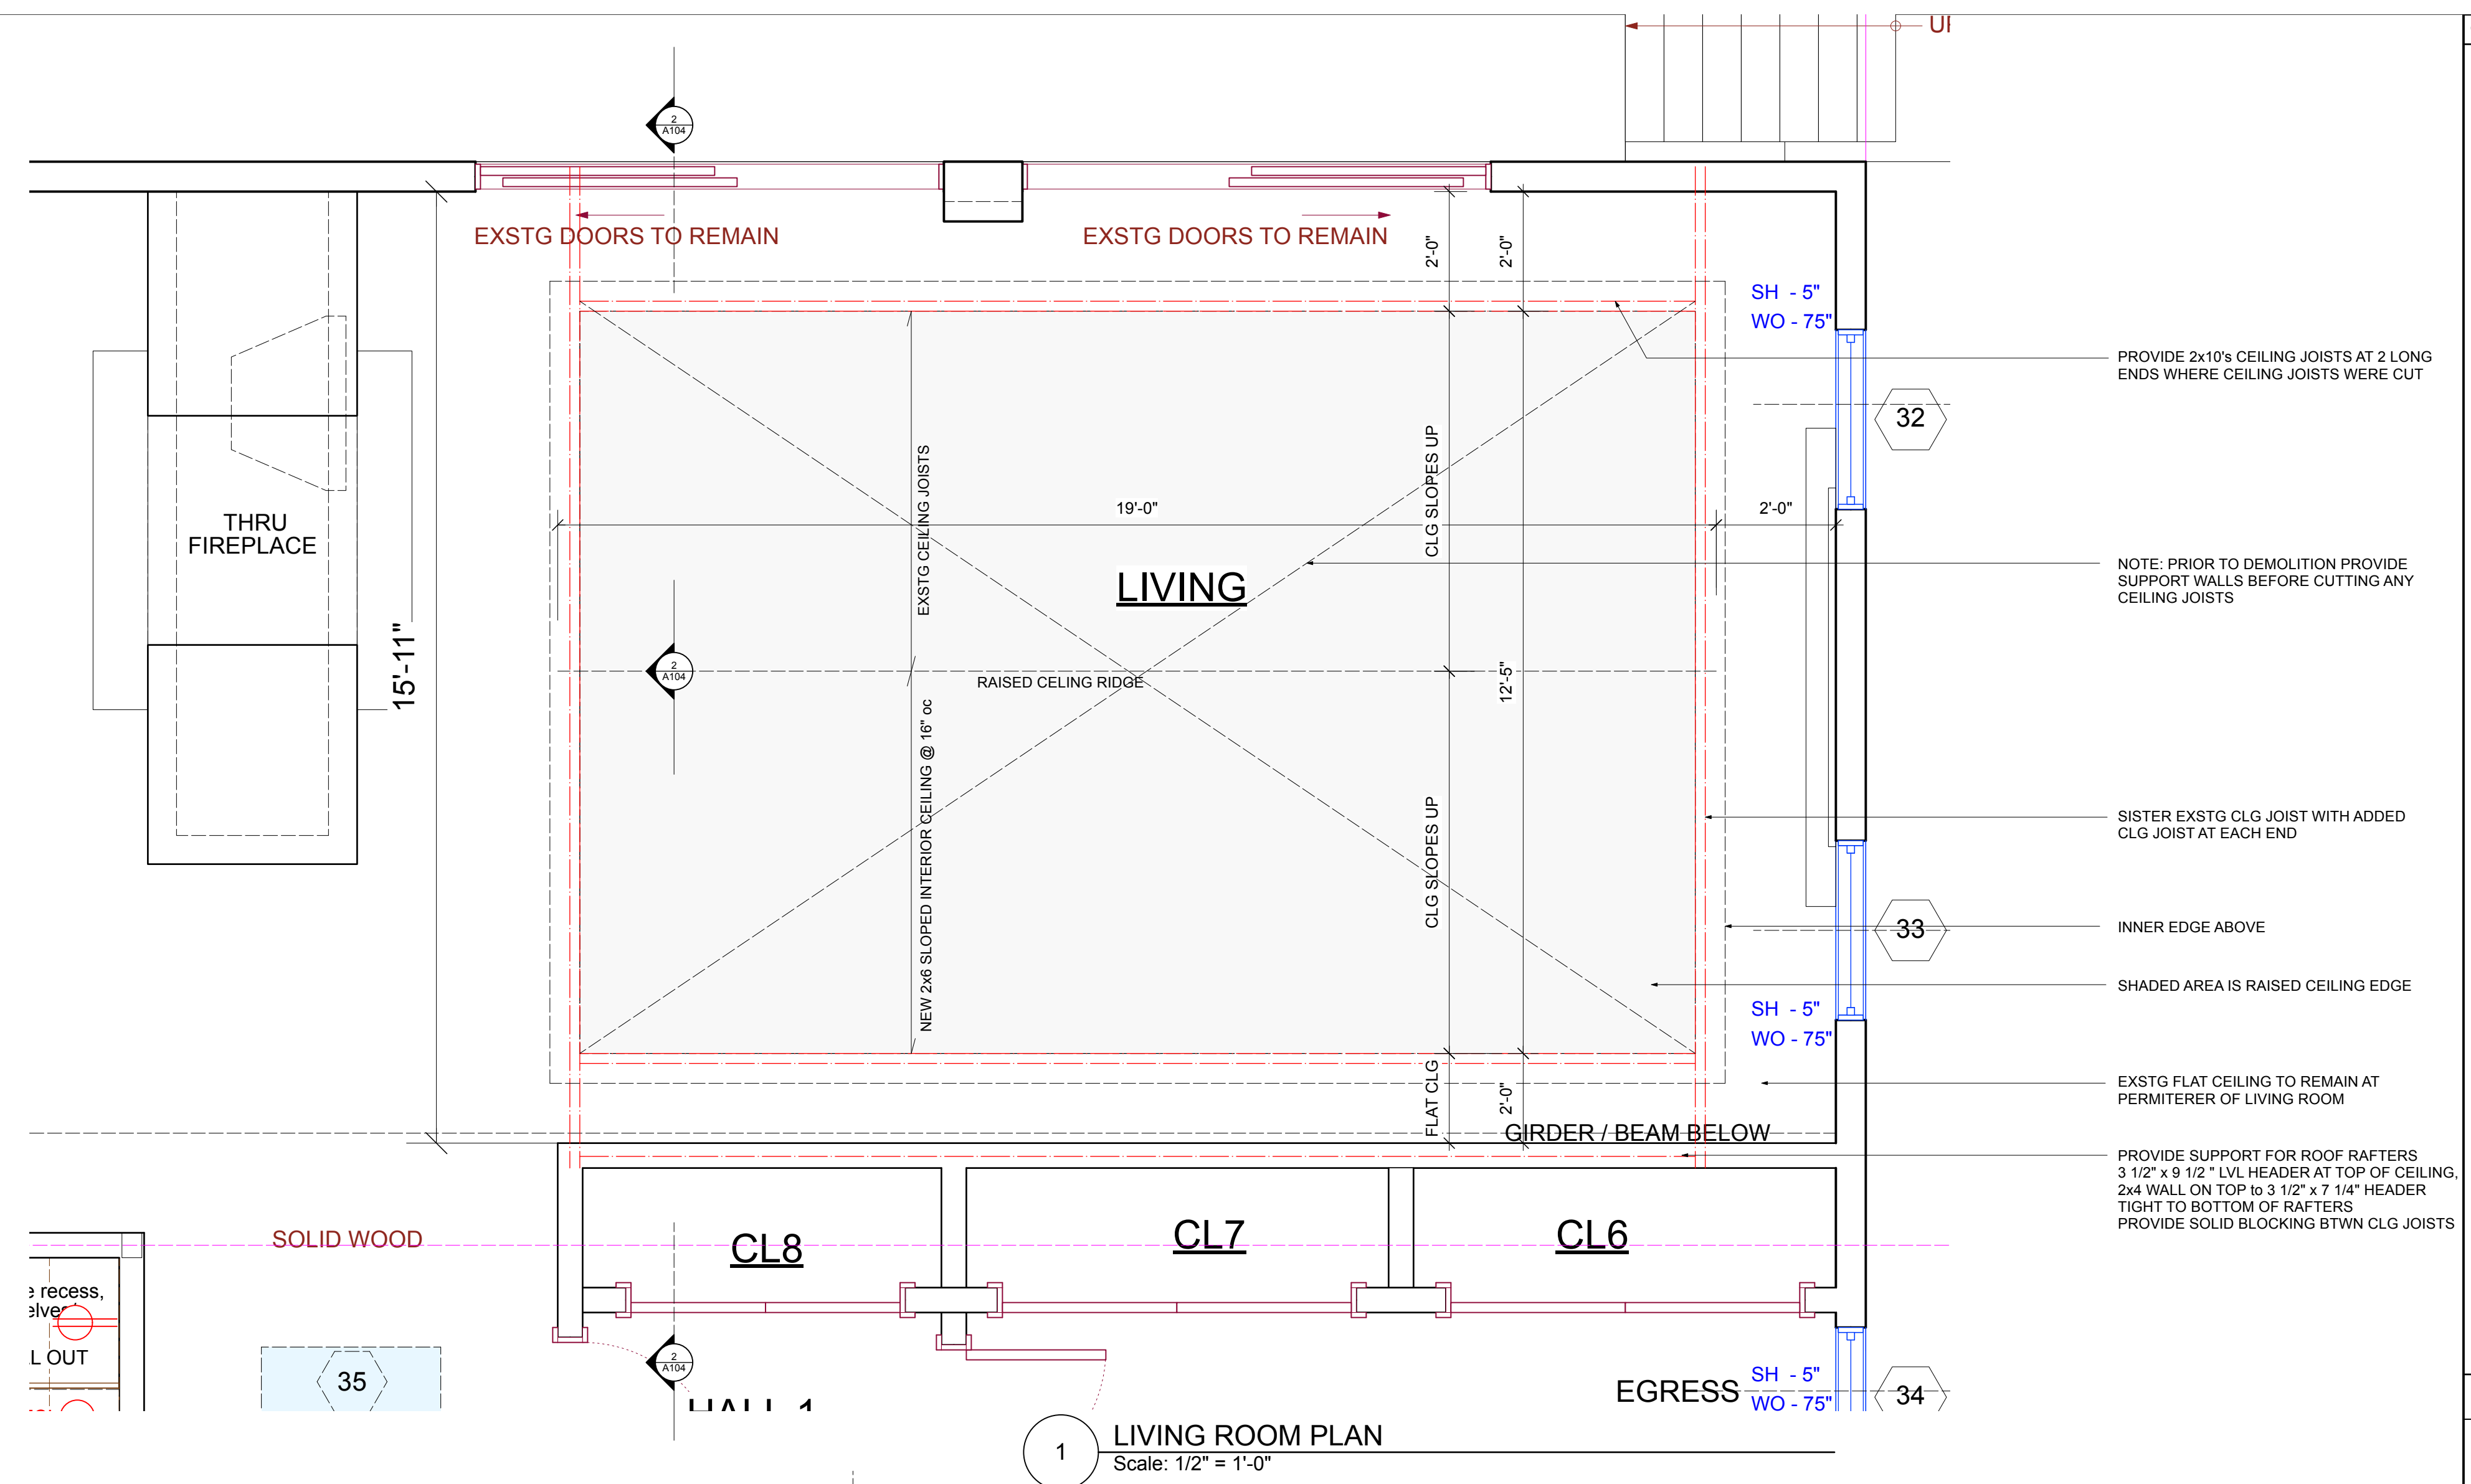 2
A104
EXSTG DOORS TO REMAIN
EXSTG DOORS TO REMAIN
2'-0"
2'-0"
SH - 5"
WO - 75"
PROVIDE 2x10's CEILING JOISTS AT 2 LONG
ENDS WHERE CEILING JOISTS WERE CUT
32
THRU
FIREPLACE
15'-11"
EXSTG CEILING JOISTS
19'-0"
CLG SLOPES UP
2'-0"
LIVING
NOTE: PRIOR TO DEMOLITION PROVIDE
SUPPORT WALLS BEFORE CUTTING ANY
CEILING JOISTS
2
A104
RAISED CELING RIDGE
12'-5"
NEW 2x6 SLOPED INTERIOR CEILING @ 16" oc
CLG SLOPES UP
SISTER EXSTG CLG JOIST WITH ADDED
CLG JOIST AT EACH END
33
INNER EDGE ABOVE
SHADED AREA IS RAISED CEILING EDGE
SH - 5"
WO - 75"
FLAT CLG
2'-0"
EXSTG FLAT CEILING TO REMAIN AT
PERMITERER OF LIVING ROOM
GIRDER / BEAM BELOW
PROVIDE SUPPORT FOR ROOF RAFTERS
3 1/2" x 9 1/2 " LVL HEADER AT TOP OF CEILING,
2x4 WALL ON TOP to 3 1/2" x 7 1/4" HEADER
TIGHT TO BOTTOM OF RAFTERS
PROVIDE SOLID BLOCKING BTWN CLG JOISTS
SOLID WOOD
CL8
CL7
CL6
recess,
L OUT
35
2
A104
HALL 1
EGRESS
SH - 5"
WO - 75"
34
1
LIVING ROOM PLAN
Scale: 1/2" = 1'-0"